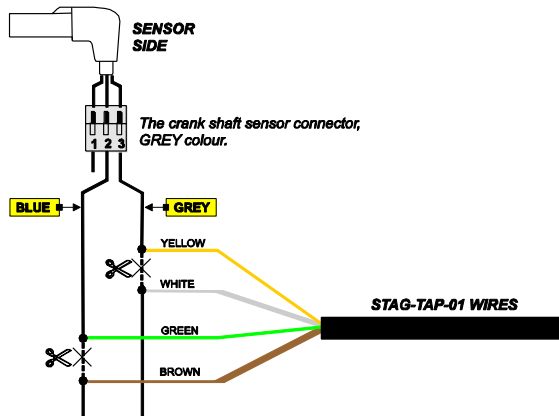 SENSOR
SIDE
The crank shaft sensor connector,
GREY colour.
1 2 3
BLUE
GREY
YELLOW
WHITE
STAG-TAP-01 WIRES
GREEN
BROWN